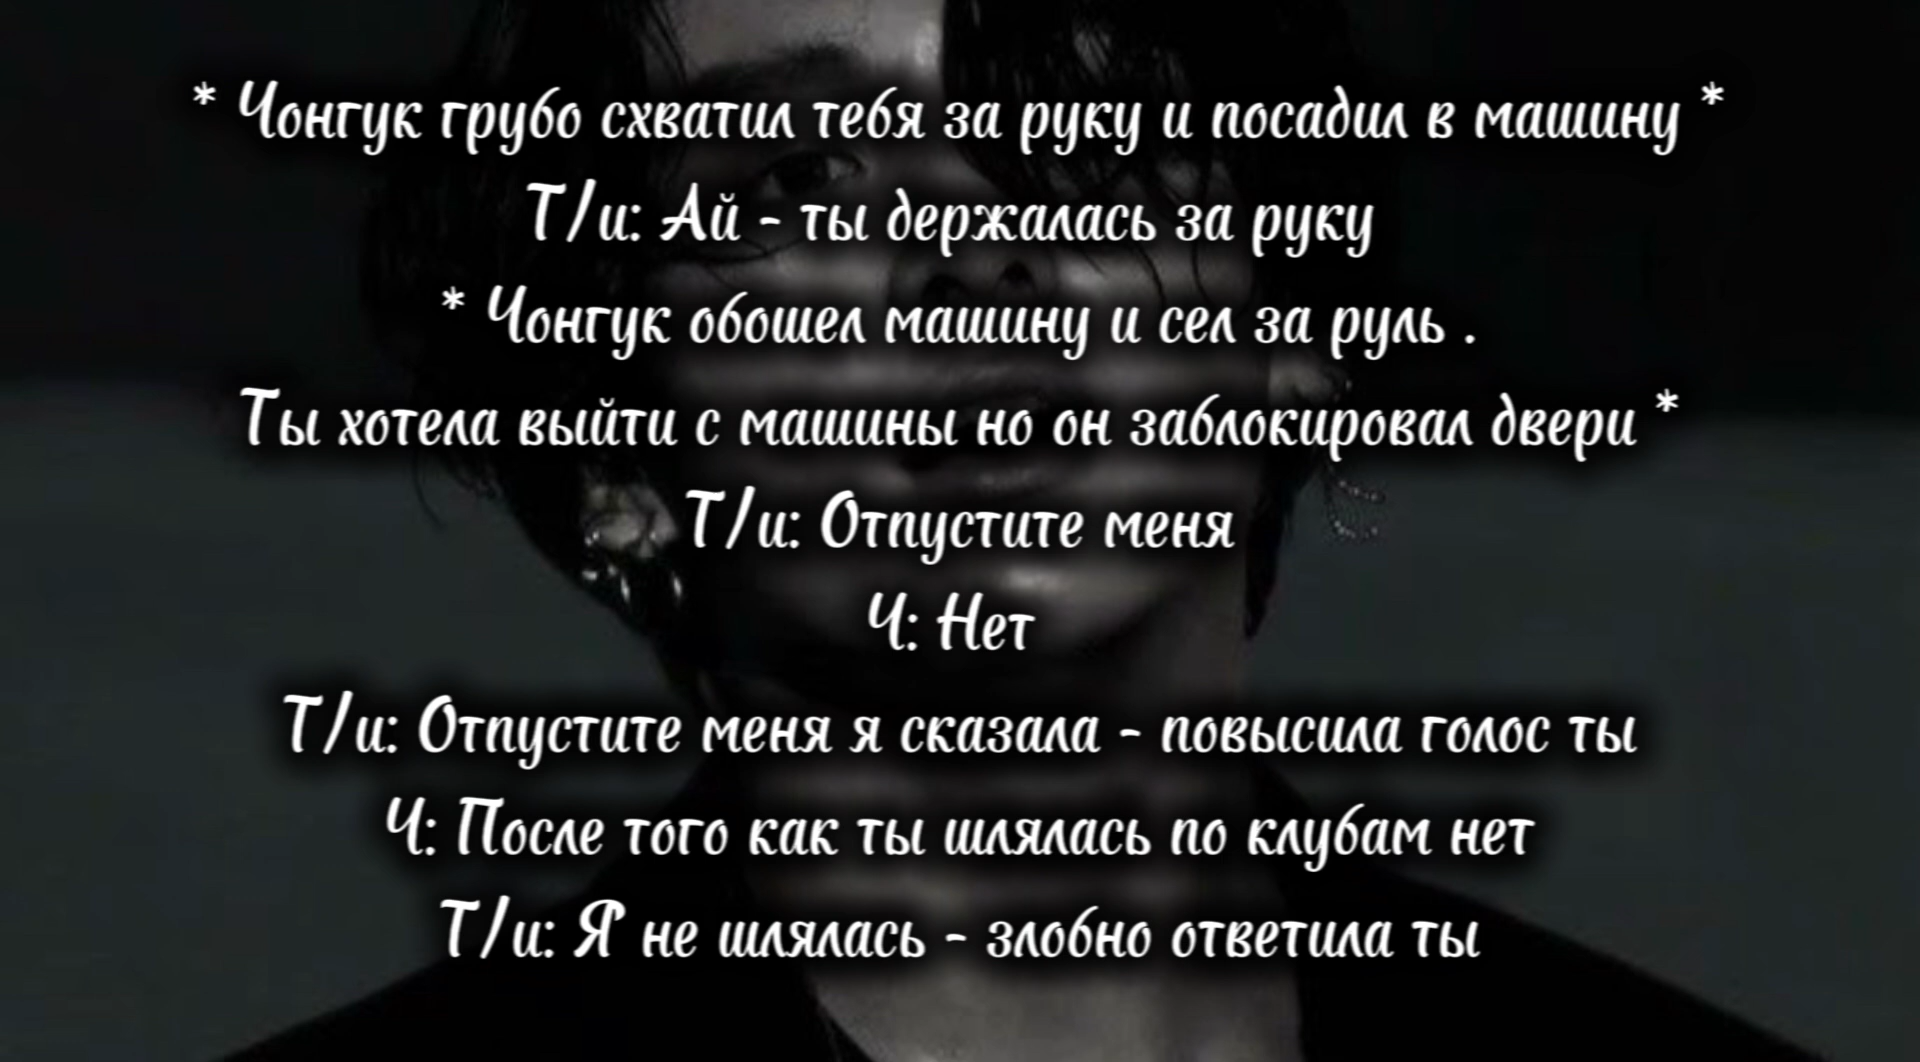 * Чонгук грубо схватил тебя за руку и посадил в машину *
Т/и: Ай - ты держалась за руку
* Чонгук обошел машину и сел за руль .
Ты хотела выйти с машины но он заблокировал двери *
Т/и: Отпустите меня
Ч: Нет
Т/и: Отпустите меня я сказала - повысила голос ты
Ч: После того как ты шлялась по клубам нет
Т/и: Я не шлялась - злобно ответила ты